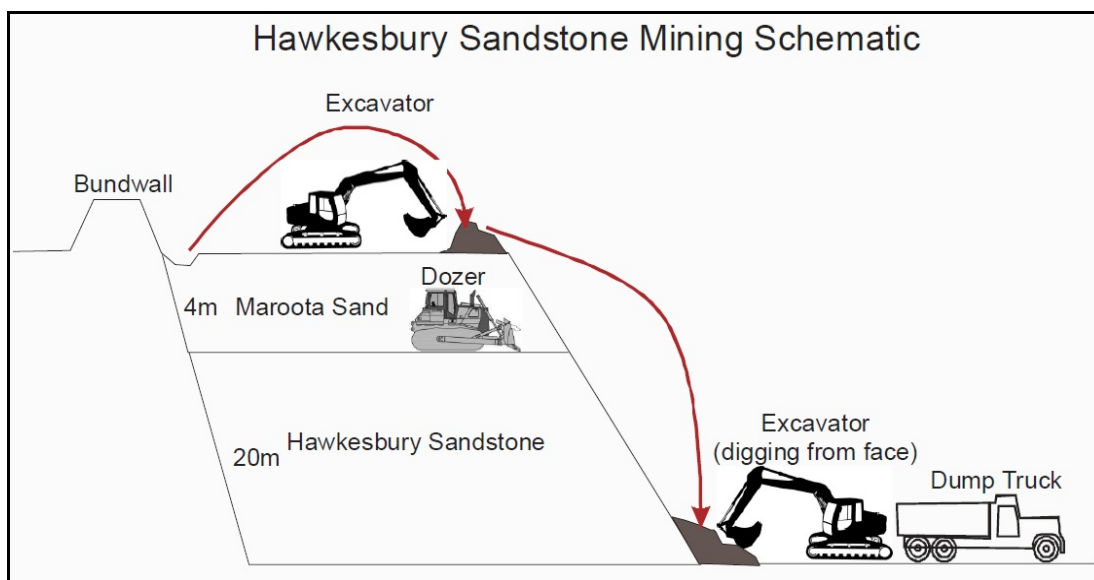 Hawkesbury Sandstone Mining Schematic
Excavator
Bundwall
Dozer
4m Maroota Sand
20m Hawkesbury Sandstone
Excavator
(digging from face)
Dump Truck